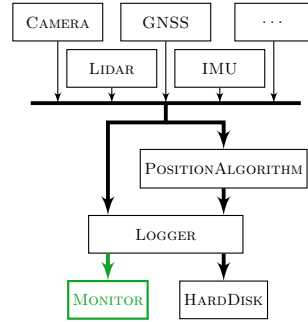 CAMERA GNSS ...
LIDAR IMU
POSITIONALGORITHM
LOGGER
MONITOR HARDDISK